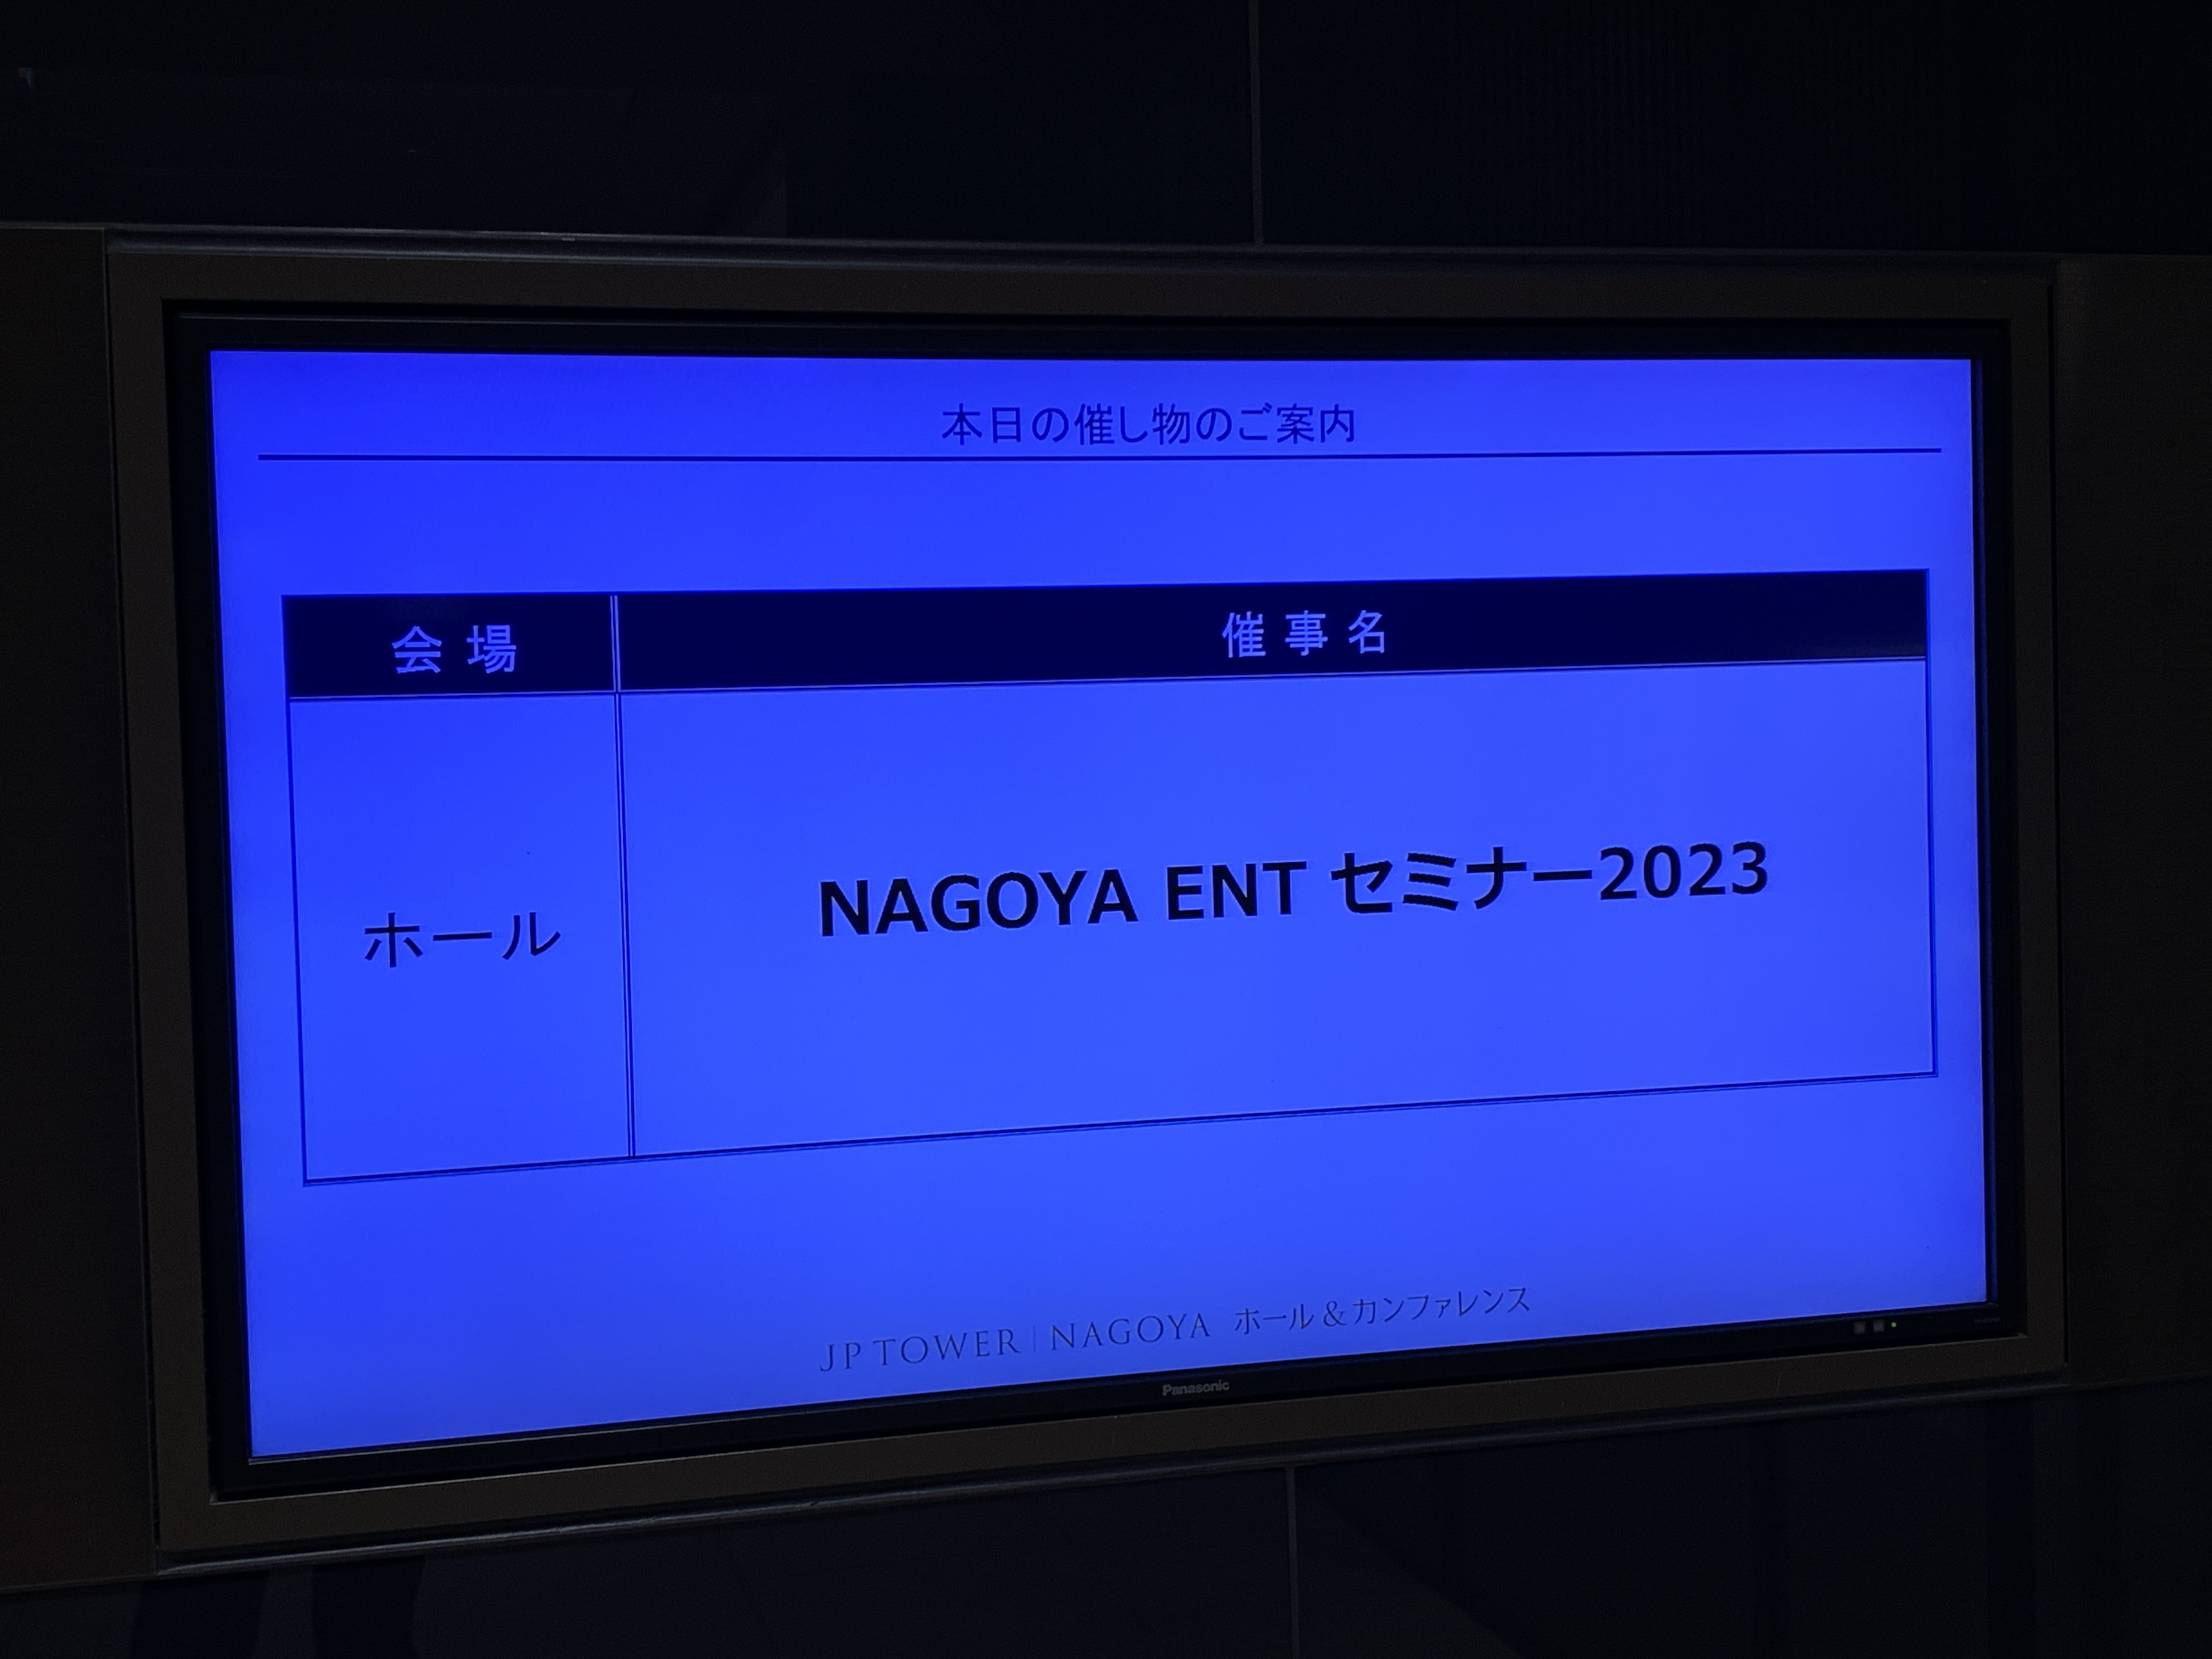 本日の催し物のご案内
会場 催事名
ホール NAGOYA ENT セミナー2023
JP TOWER | NAGOYA ホール&カンファレンス
Panasonic